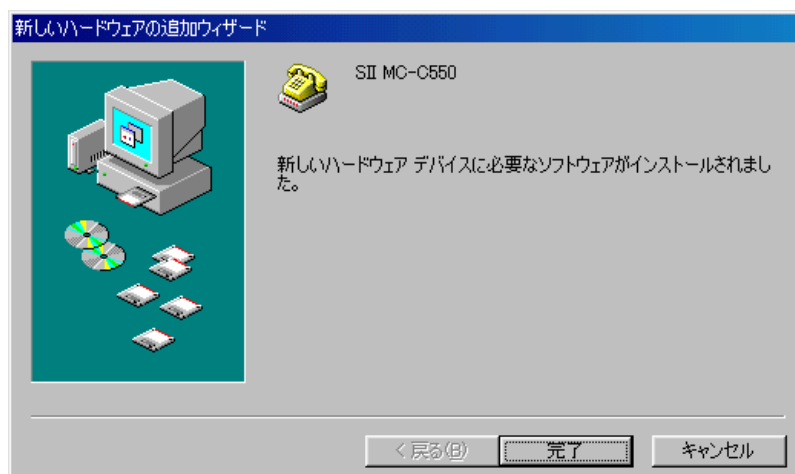 新しいハードウェアの追加ウィザード
SII MC-C550
新しいハードウェア デバイスに必要なソフトウェアがインストールされまし
た。
< 戻る(B)
完了
キャンセル